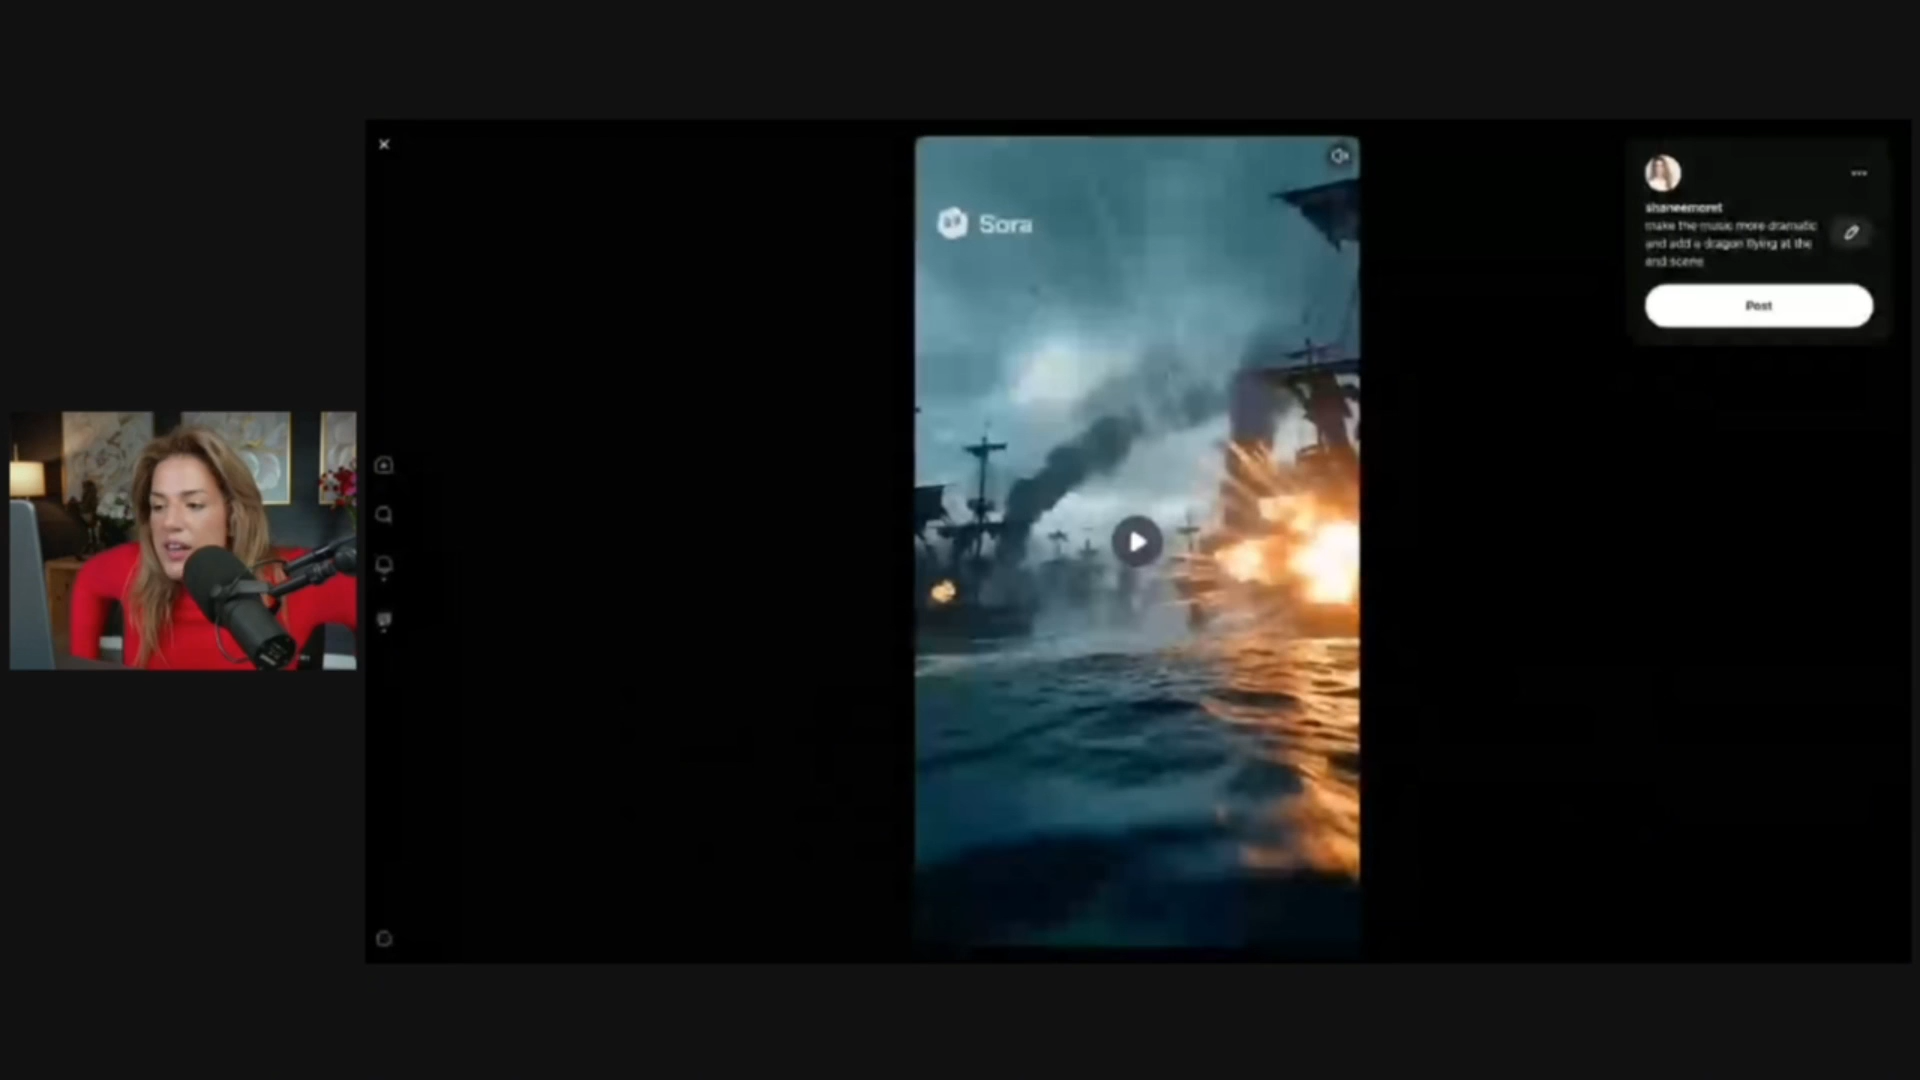 Sora
shaneemoret
make the music more dramatic
and add a dragon flying at the
end scene
Post